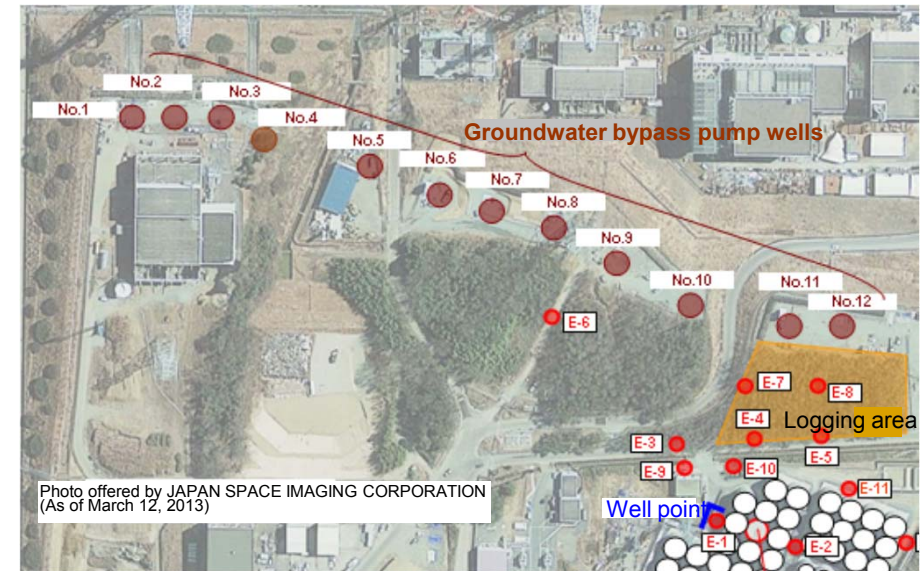 No.1
No.2
No.3
No.4
No.5
No.6
No.7
No.8
No.9
No.10
No.11
No.12
Groundwater bypass pump wells
E-6
E-7
E-8
E-4
Logging area
E-3
E-5
E-9
E-10
E-11
Well point
E-1
E-2
Photo offered by JAPAN SPACE IMAGING CORPORATION
(As of March 12, 2013)